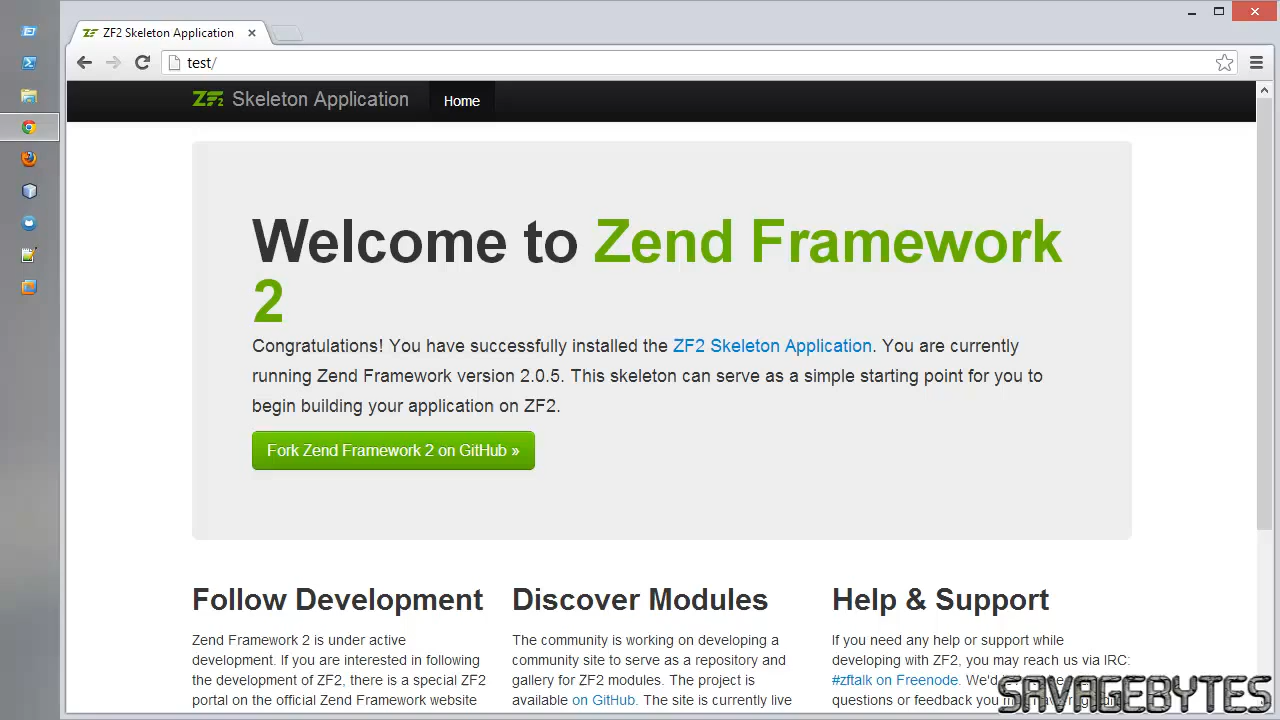 ZF2 Skeleton Application
test/
ZF2 Skeleton Application Home
Welcome to Zend Framework
2
Congratulations! You have successfully installed the ZF2 Skeleton Application. You are currently
running Zend Framework version 2.0.5. This skeleton can serve as a simple starting point for you to
begin building your application on ZF2.
Fork Zend Framework 2 on GitHub »
Follow Development
Zend Framework 2 is under active
development. If you are interested in following
the development of ZF2, there is a special ZF2
portal on the official Zend Framework website
Discover Modules
The community is working on developing a
community site to serve as a repository and
gallery for ZF2 modules. The project is
available on GitHub. The site is currently live
Help & Support
If you need any help or support while
developing with ZF2, you may reach us via IRC:
#zftalk on Freenode. We'd
questions or feedback you
SAVAGEBYTES